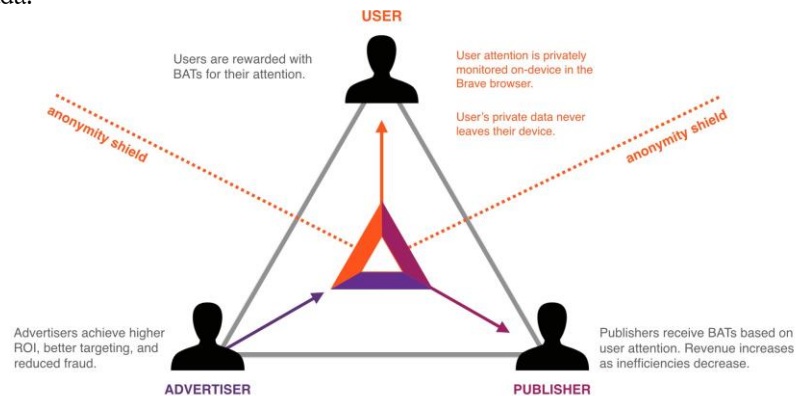 USER
Users are rewarded with
BATs for their attention.
User attention is privately
monitored on-device in the
Brave browser.
User's private data never
leaves their device.
anonymity shield
anonymity shield
Advertisers achieve higher
ROI, better targeting, and
reduced fraud.
ADVERTISER
Publishers receive BATs based on
user attention. Revenue increases
as inefficiencies decrease.
PUBLISHER